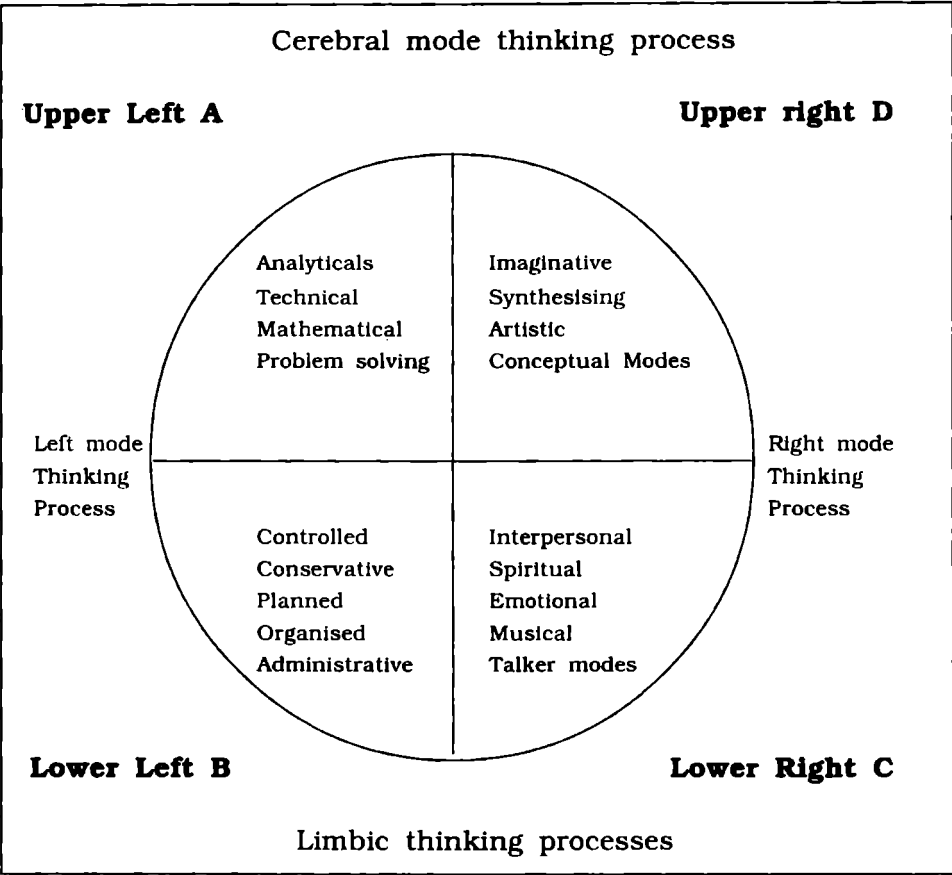 Cerebral mode thinking process
Upper Left A
Upper right D
Analyticals
Technical
Mathematical
Problem solving
Imaginative
Synthesising
Artistic
Conceptual Modes
Left mode
Thinking
Process
Right mode
Thinking
Process
Controlled
Conservative
Planned
Organised
Administrative
Interpersonal
Spiritual
Emotional
Musical
Talker modes
Lower Left B
Lower Right C
Limbic thinking processes